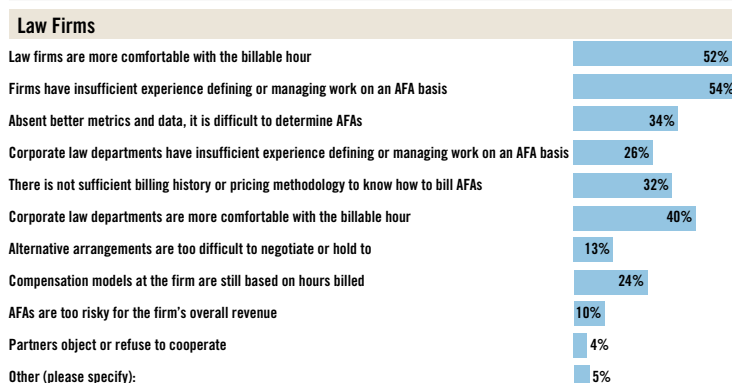 Law Firms
Law firms are more comfortable with the billable hour 52%
Firms have insufficient experience defining or managing work on an AFA basis 54%
Absent better metrics and data, it is difficult to determine AFAs 34%
Corporate law departments have insufficient experience defining or managing work on an AFA basis 26%
There is not sufficient billing history or pricing methodology to know how to bill AFAs 32%
Corporate law departments are more comfortable with the billable hour 40%
Alternative arrangements are too difficult to negotiate or hold to 13%
Compensation models at the firm are still based on hours billed 24%
AFAs are too risky for the firm's overall revenue 10%
Partners object or refuse to cooperate 4%
Other (please specify): 5%